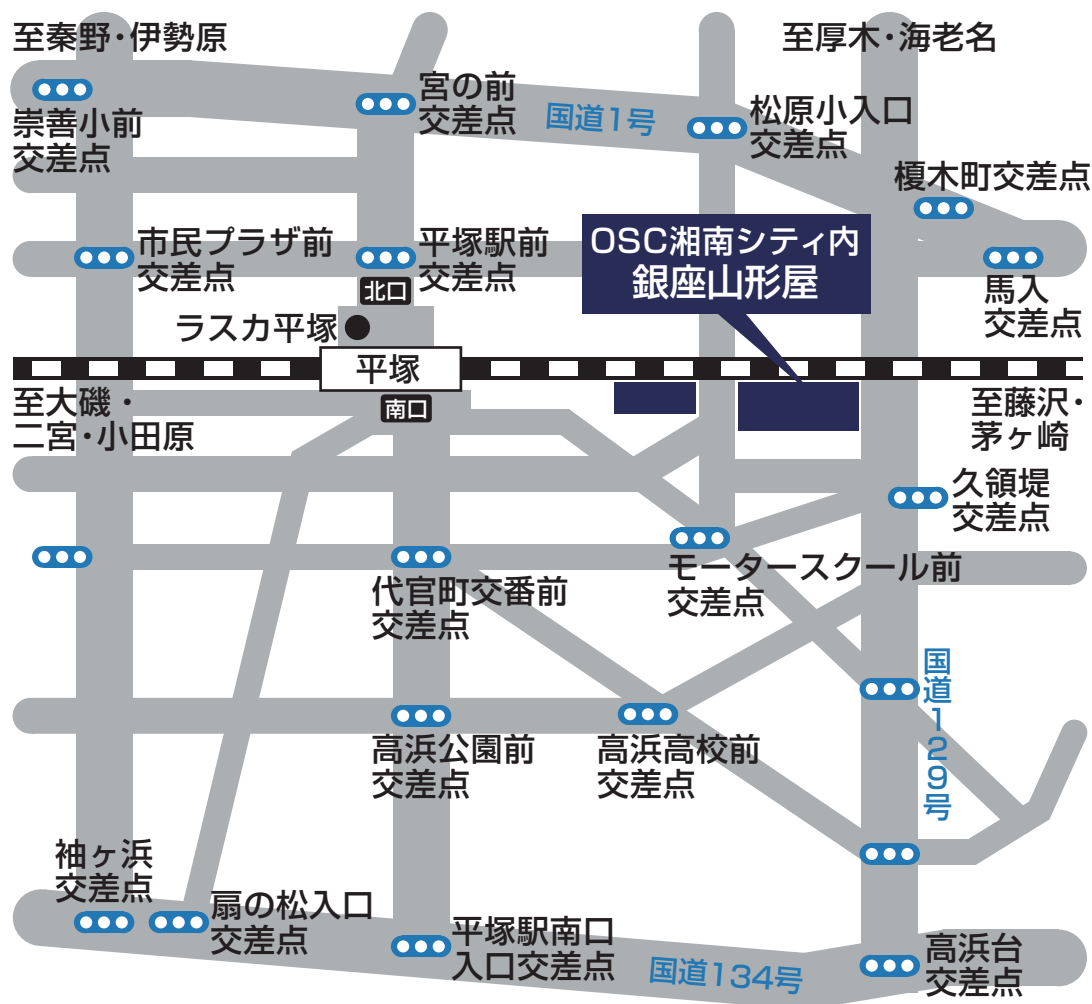 至秦野・伊勢原
至厚木・海老名
崇善小前
交差点
宮の前
交差点
国道1号
松原小入口
交差点
榎木町交差点
市民プラザ前
交差点
平塚駅前
交差点
OSC湘南シティ内
銀座山形屋
馬入
交差点
北口
ラスカ平塚
平塚
南口
至大磯・
二宮・小田原
至藤沢・
茅ヶ崎
久領堤
交差点
モータースクール前
交差点
代官町交番前
交差点
国道129号
高浜公園前
交差点
高浜高校前
交差点
袖ヶ浜
交差点
扇の松入口
交差点
平塚駅南口
入口交差点
国道134号
高浜台
交差点